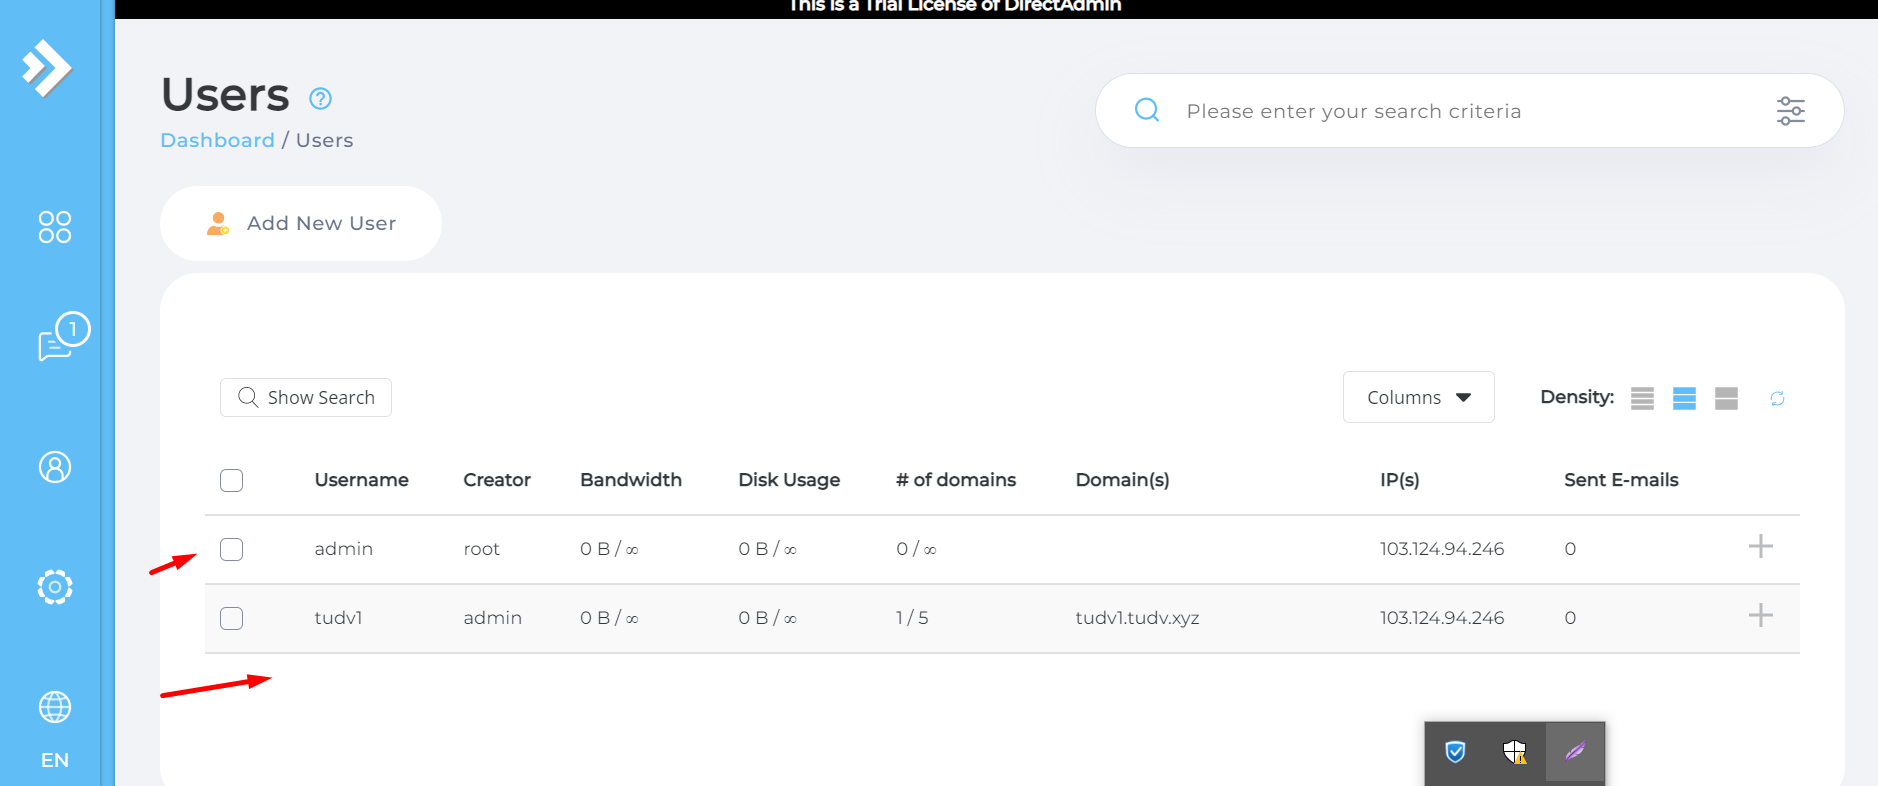 This is a Trial License of DirectAdmin
Users
Dashboard / Users
Please enter your search criteria
Add New User
1
Show Search
Columns
Density:
Username Creator Bandwidth Disk Usage # of domains Domain(s) IP(s) Sent E-mails
admin root 0 B / ∞ 0 B / ∞ 0 / ∞ 103.124.94.246 0
tudv1 admin 0 B / ∞ 0 B / ∞ 1 / 5 tudv1.tudv.xyz 103.124.94.246 0
EN